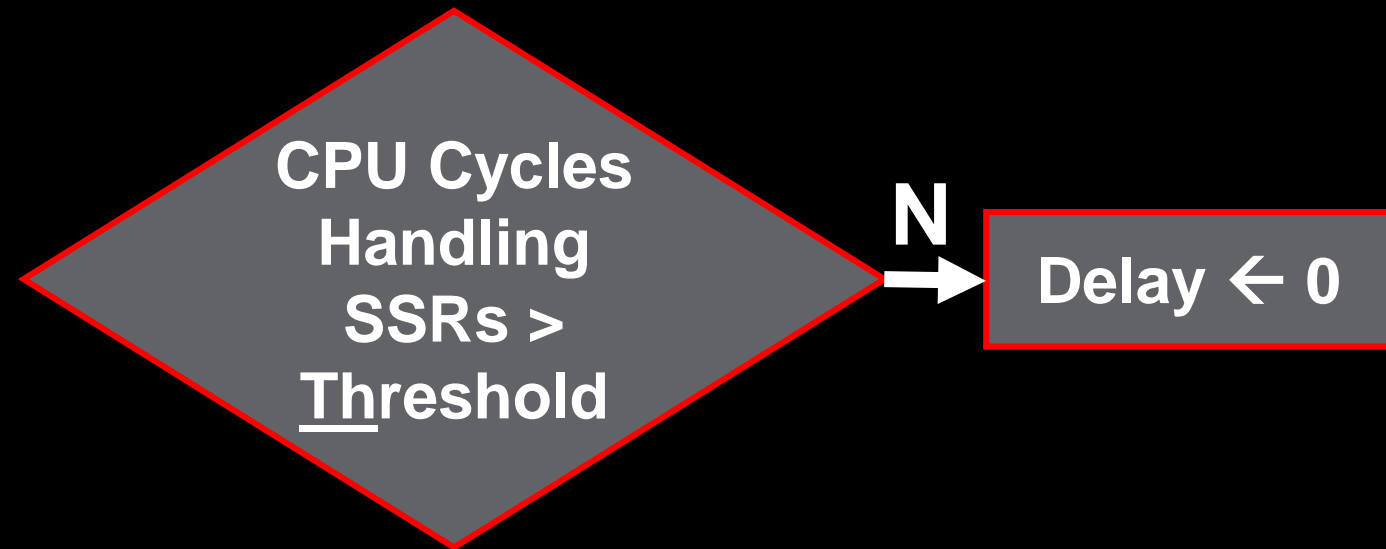 CPU Cycles
Handling
SSRs >
Threshold
N
Delay ← 0